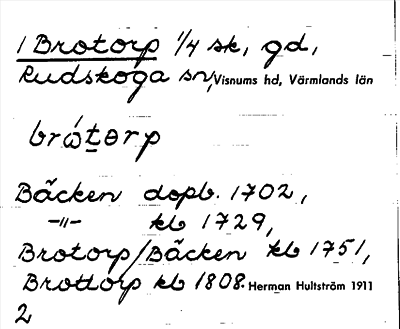 1 Brotorp 1/4 sk, gd,
Rudskoga sn, Visnums hd, Värmlands län
brώtɵrp
Bäcken dopb. 1702,
—"— kb 1729,
Brotorp/Bäcken kb 1751,
Brottorp kb 1808. Herman Hultström 1911
2